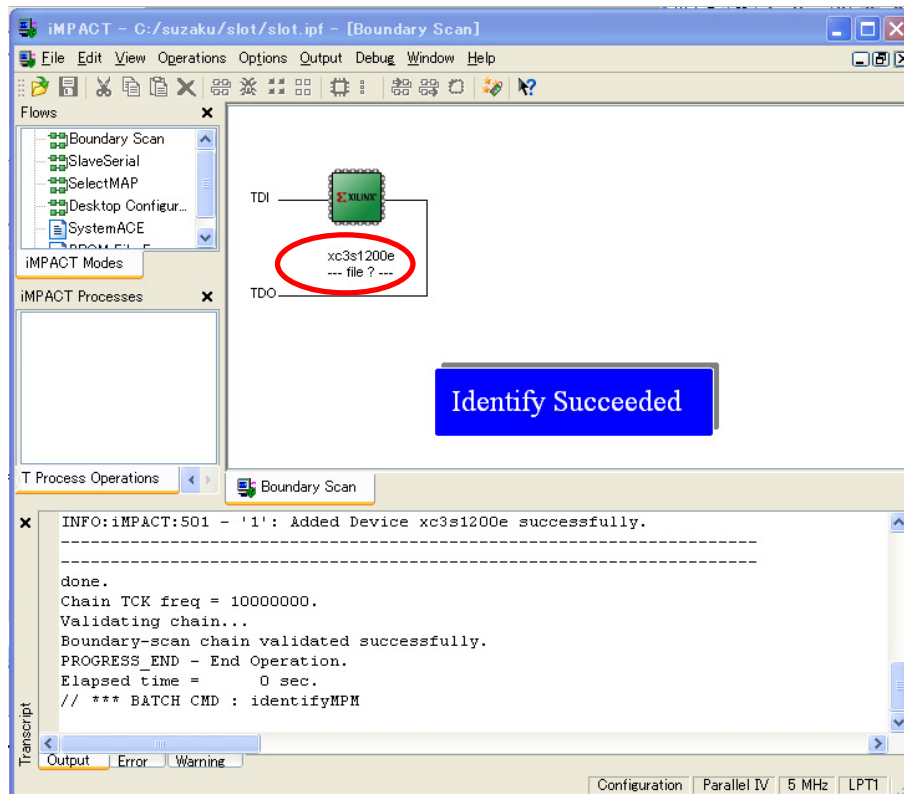 iMPACT - C:/suzaku/slot/slot.ipf - [Boundary Scan]
File Edit View Operations Options Output Debug Window Help
Flows
Boundary Scan
SlaveSerial
SelectMAP
Desktop Configur...
SystemACE
iMPACT Modes
iMPACT Processes
T Process Operations
TDI
XILINX
xc3s1200e
--- file ? ---
TDO
Identify Succeeded
Boundary Scan
INFO:iMPACT:501 - '1': Added Device xc3s1200e successfully.
----------------------------------------------------------------------
----------------------------------------------------------------------
done.
Chain TCK freq = 10000000.
Validating chain...
Boundary-scan chain validated successfully.
PROGRESS_END - End Operation.
Elapsed time =      0 sec.
// *** BATCH CMD : identifyMPM
Transcript
Output Error Warning
Configuration Parallel IV 5 MHz LPT1